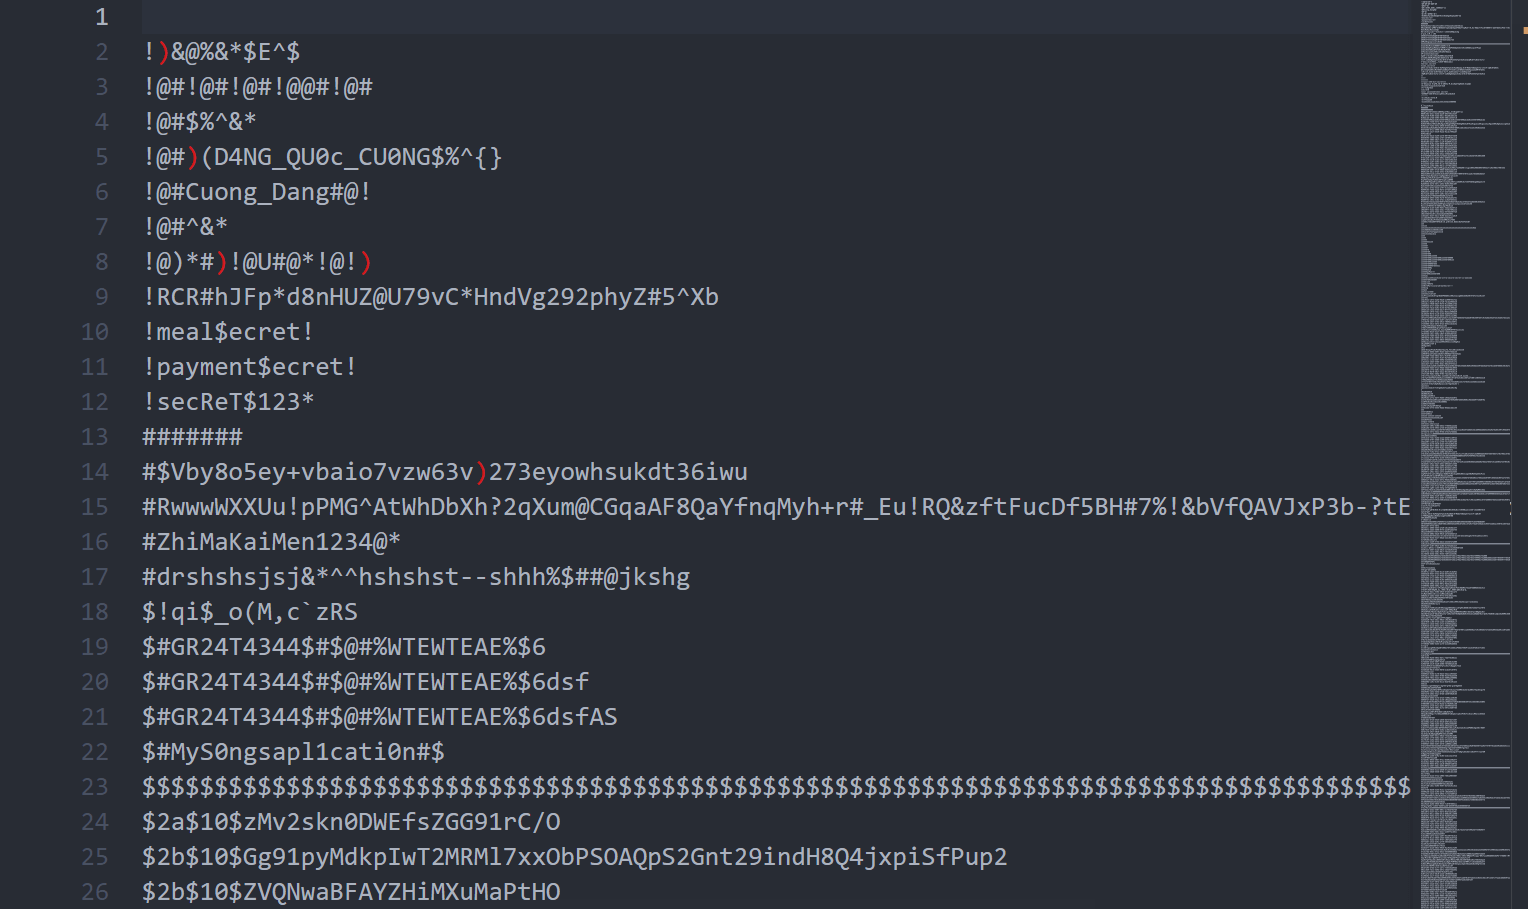 1
2 !)&@%&*$E^$
3 !@#!@#!@#!@@#!@#
4 !@#$%^&*
5 !@#)(D4NG_QU0c_CU0NG$%^{}
6 !@#Cuong_Dang#@!
7 !@#^&*
8 !@)*#)!@U#@*!@!)
9 !RCR#hJFp*d8nHUZ@U79vC*HndVg292phyZ#5^Xb
10 !meal$ecret!
11 !payment$ecret!
12 !secReT$123*
13 #######
14 #$Vby8o5ey+vbaio7vzw63v)273eyowhsukdt36iwu
15 #RwwwWXXUu!pPMG^AtWhDbXh?2qXum@CGqaAF8QaYfnqMyh+r#_Eu!RQ&zftFucDf5BH#7%!&bVfQAVJxP3b-?tE
16 #ZhiMaKaiMen1234@*
17 #drshshsjsj&*^^hshshst--shhh%$##@jkshg
18 $!qi$_o(M,c`zRS
19 $#GR24T4344$#$@#%WTEWTEAE%$6
20 $#GR24T4344$#$@#%WTEWTEAE%$6dsf
21 $#GR24T4344$#$@#%WTEWTEAE%$6dsfAS
22 $#MyS0ngsapl1cati0n#$
23 $$$$$$$$$$$$$$$$$$$$$$$$$$$$$$$$$$$$$$$$$$$$$$$$$$$$$$$$$$$$$$$$$$$$$$$$$$$$$$$$$$$$$$$$
24 $2a$10$zMv2skn0DWEfsZGG91rC/O
25 $2b$10$Gg91pyMdkpIwT2MRMl7xxObPSOAQpS2Gnt29indH8Q4jxpiSfPup2
26 $2b$10$ZVQNwaBFAYZHiMXuMaPtHO